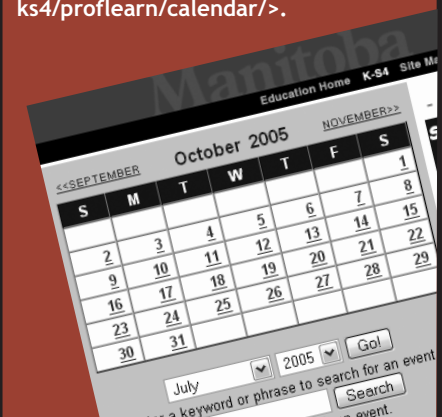 ks4/proflearn/calendar/>.
Manitoba
Education Home K-S4 Site Ma
<<SEPTEMBER October 2005 NOVEMBER>>
S M T W T F S
1
2 3 4 5 6 7 8
9 10 11 12 13 14 15
16 17 18 19 20 21 22
23 24 25 26 27 28 29
30 31
July 2005 Go!
a keyword or phrase to search for an event
Search
event.